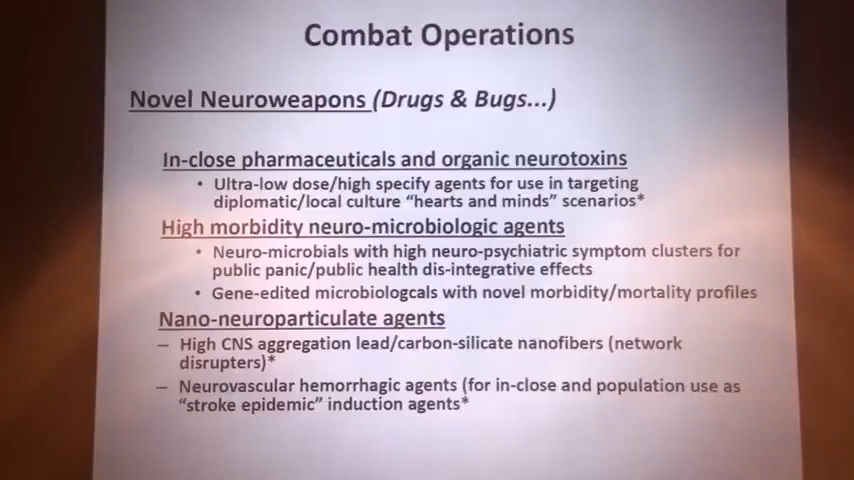 Combat Operations
Novel Neuroweapons (Drugs & Bugs...)
In-close pharmaceuticals and organic neurotoxins
• Ultra-low dose/high specify agents for use in targeting
diplomatic/local culture “hearts and minds” scenarios*
High morbidity neuro-microbiologic agents
• Neuro-microbials with high neuro-psychiatric symptom clusters for
public panic/public health dis-integrative effects
• Gene-edited microbiologcals with novel morbidity/mortality profiles
Nano-neuroparticulate agents
– High CNS aggregation lead/carbon-silicate nanofibers (network
disrupters)*
– Neurovascular hemorrhagic agents (for in-close and population use as
“stroke epidemic” induction agents*